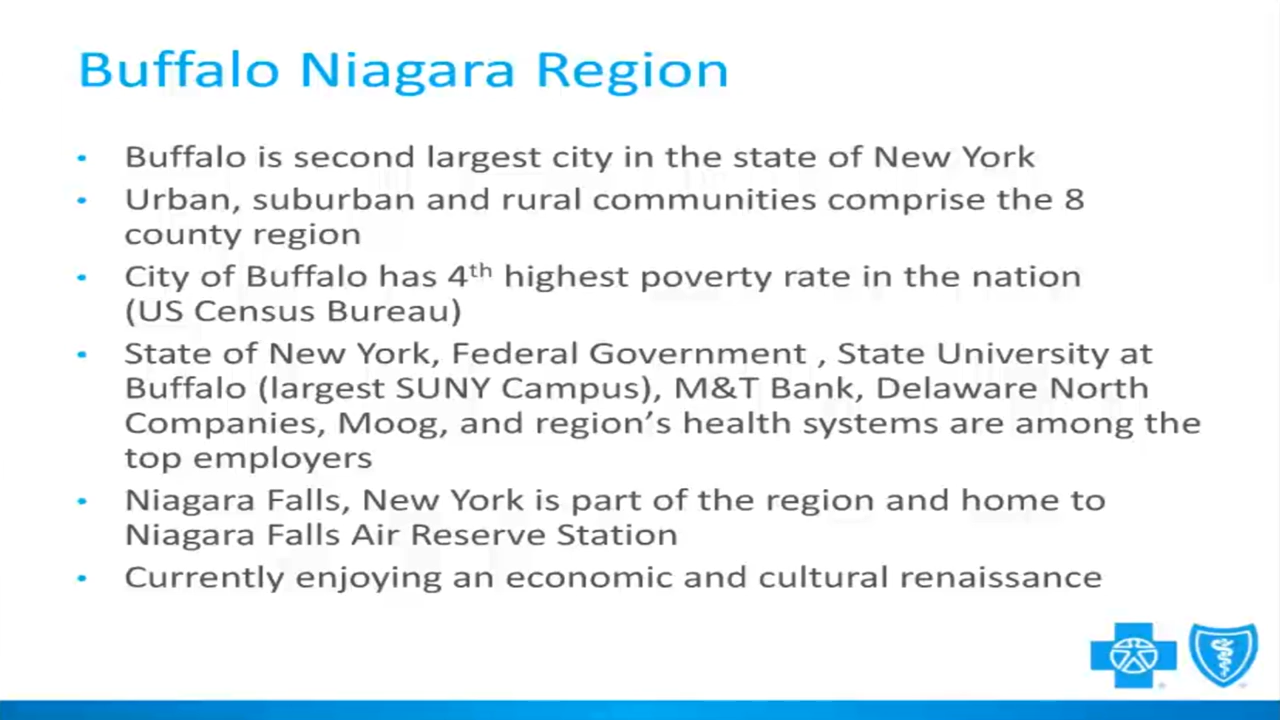 Buffalo Niagara Region
• Buffalo is second largest city in the state of New York
• Urban, suburban and rural communities comprise the 8
county region
• City of Buffalo has 4th highest poverty rate in the nation
(US Census Bureau)
• State of New York, Federal Government , State University at
Buffalo (largest SUNY Campus), M&T Bank, Delaware North
Companies, Moog, and region’s health systems are among the
top employers
• Niagara Falls, New York is part of the region and home to
Niagara Falls Air Reserve Station
• Currently enjoying an economic and cultural renaissance